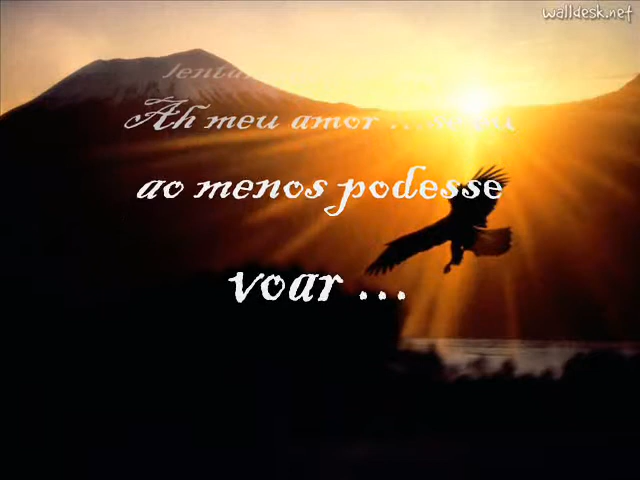 walldesk.net
Ah meu amor ...
ao menos podesse
voar ...